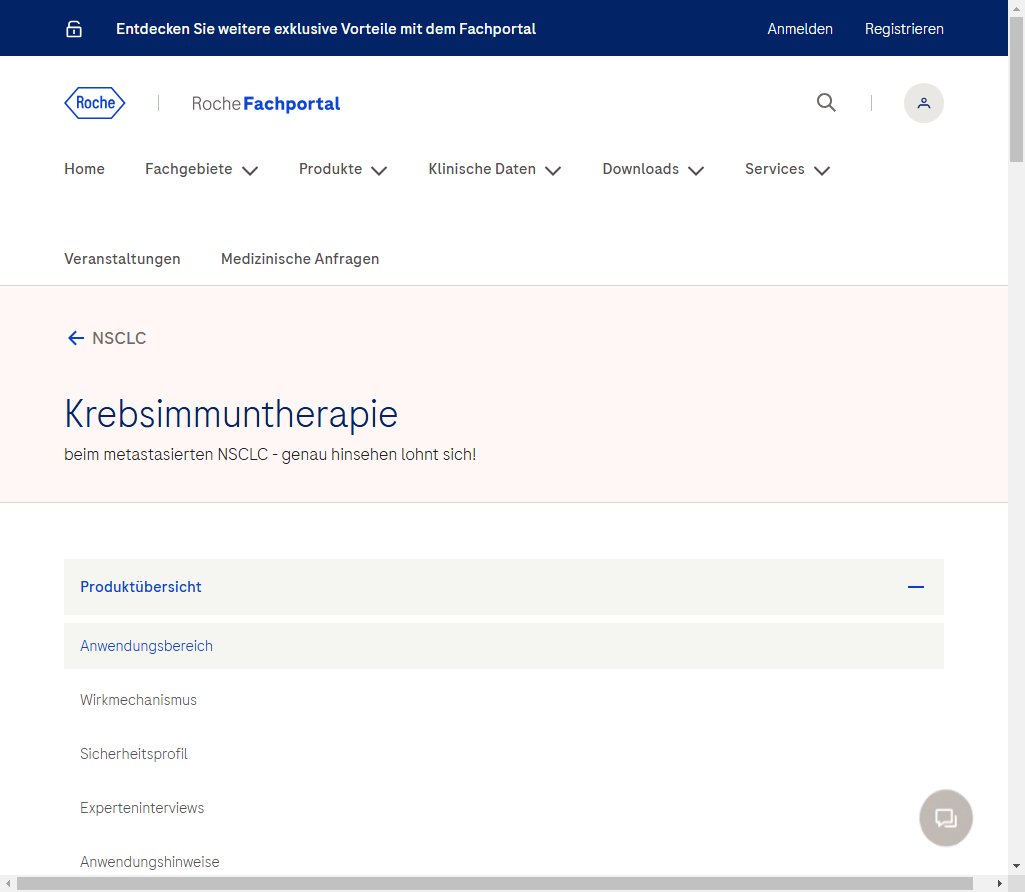 Entdecken Sie weitere exklusive Vorteile mit dem Fachportal Anmelden Registrieren
Roche Roche Fachportal
Home Fachgebiete Produkte Klinische Daten Downloads Services
Veranstaltungen Medizinische Anfragen
NSCLC
Krebsimmuntherapie
beim metastasierten NSCLC - genau hinsehen lohnt sich!
Produktübersicht
Anwendungsbereich
Wirkmechanismus
Sicherheitsprofil
Experteninterviews
Anwendungshinweise